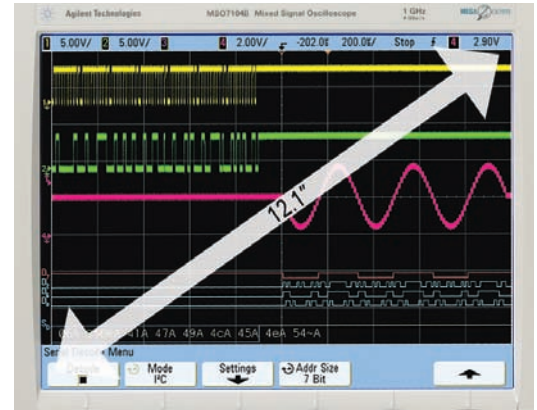 Agilent Technologies MSO7104B Mixed Signal Oscilloscope 1 GHz MEGA Zoom
1 5.00V/ 2 5.00V/ 3 4 2.00V/ -202.0s 200.0s/ Stop 4 2.90V
12.1"
41A 47A 49A 4cA 45A 4eA 54~A
Menu
Mode Settings Addr Size
I²C 7 Bit